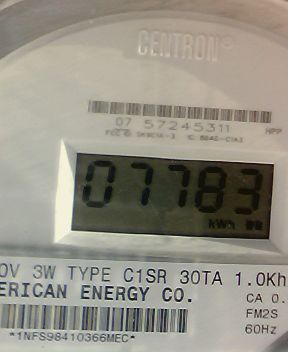 CENTRON®
07 57245311 HPP
07783
kWh
0V 3W TYPE C1SR 30TA 1.0Kh
ERICAN ENERGY CO.
CA 0.
FM2S
60Hz
*1NFS98410366MEC*